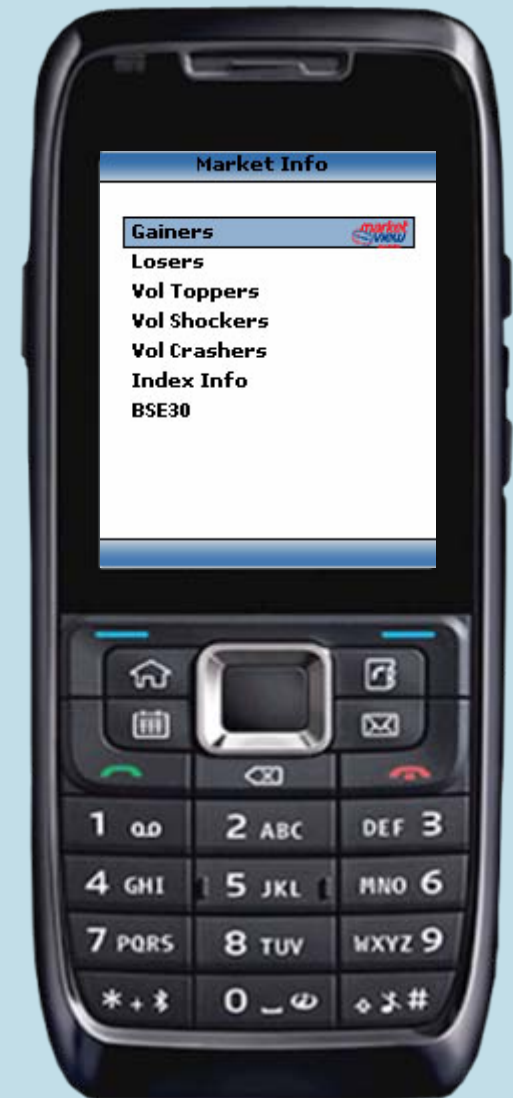 Market Info
Gainers market view
Losers
Vol Toppers
Vol Shockers
Vol Crashers
Index Info
BSE30
1 2 ABC DEF 3
4 GHI 5 JKL MNO 6
7 PQRS 8 TUV WXYZ 9
* + 0 #